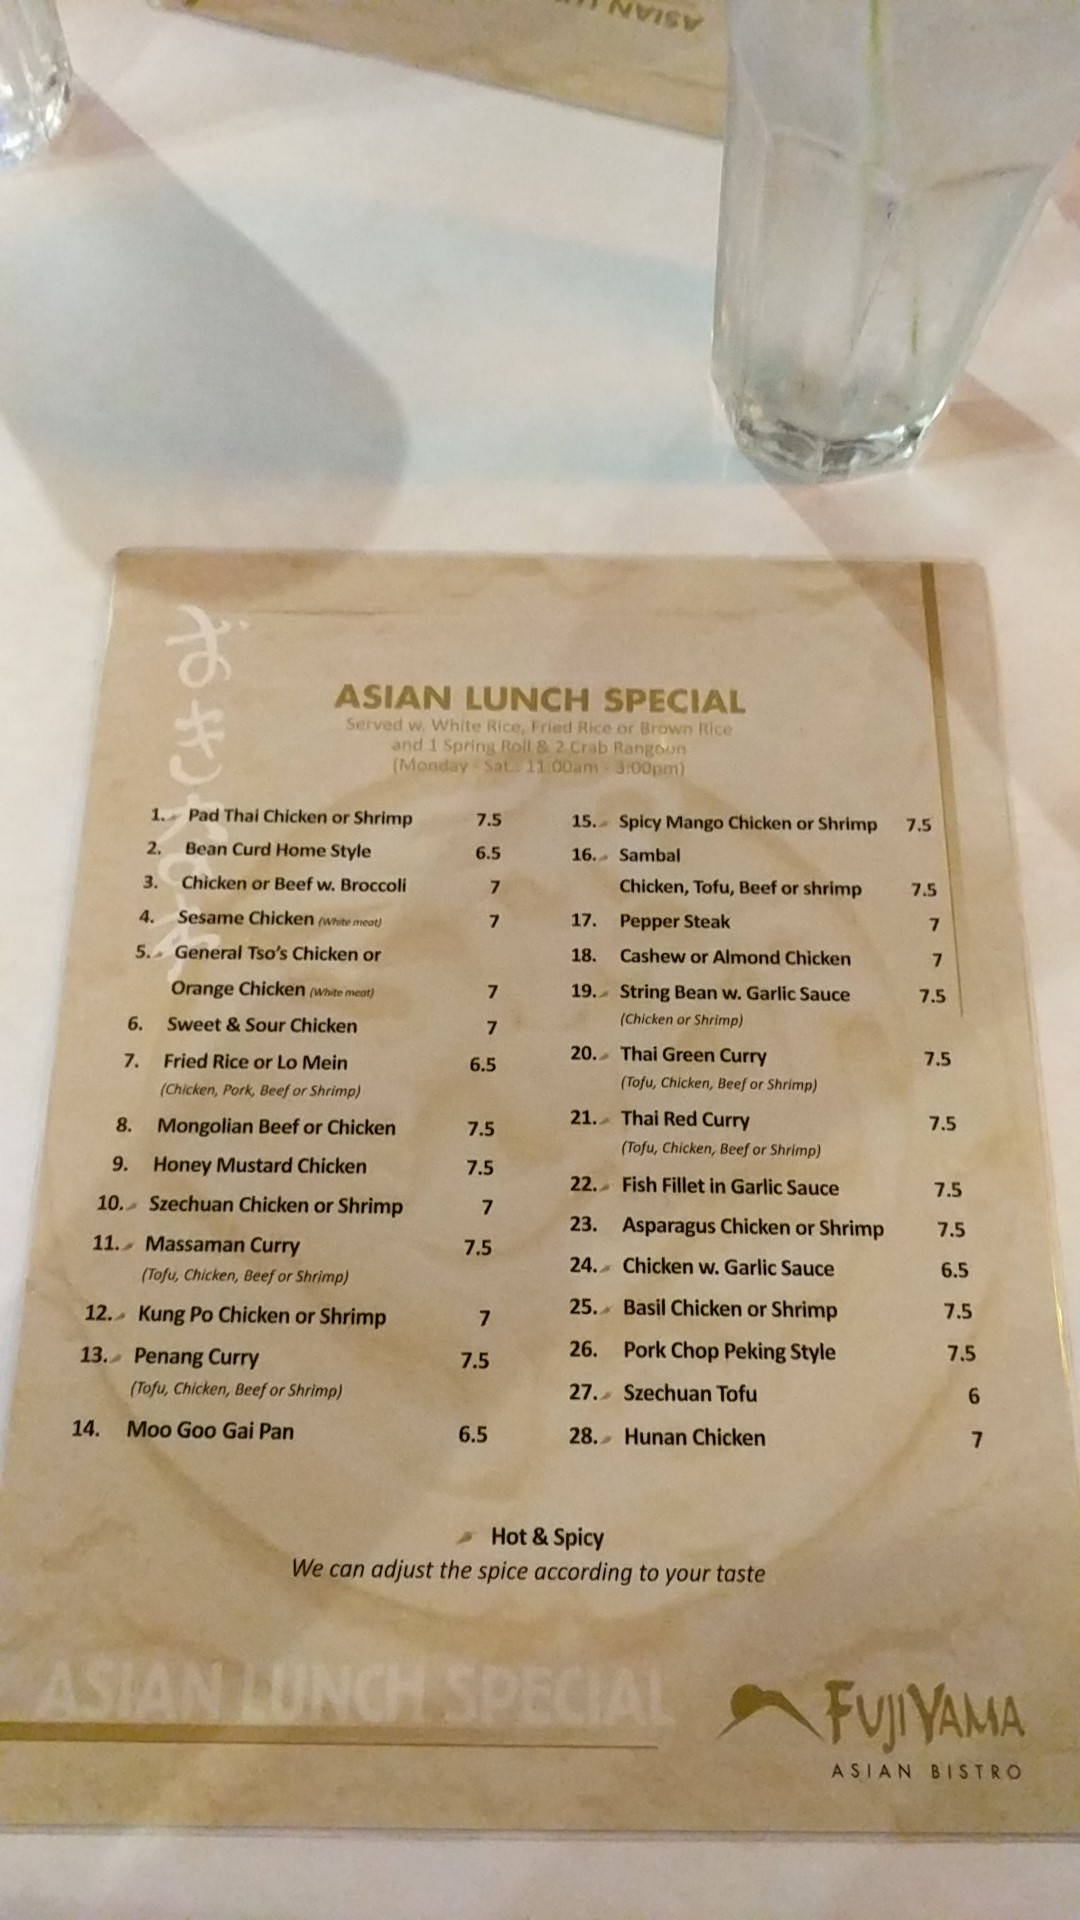 ASIAN
ASIAN LUNCH SPECIAL
Served w. White Rice, Fried Rice or Brown Rice
and 1 Spring Roll & 2 Crab Rangoon
(Monday - Sat.: 11:00am - 3:00pm)
1. Pad Thai Chicken or Shrimp 7.5
2. Bean Curd Home Style 6.5
3. Chicken or Beef w. Broccoli 7
4. Sesame Chicken (White meat) 7
5. General Tso's Chicken or
Orange Chicken (White meat) 7
6. Sweet & Sour Chicken 7
7. Fried Rice or Lo Mein 6.5
(Chicken, Pork, Beef or Shrimp)
8. Mongolian Beef or Chicken 7.5
9. Honey Mustard Chicken 7.5
10. Szechuan Chicken or Shrimp 7
11. Massaman Curry 7.5
(Tofu, Chicken, Beef or Shrimp)
12. Kung Po Chicken or Shrimp 7
13. Penang Curry 7.5
(Tofu, Chicken, Beef or Shrimp)
14. Moo Goo Gai Pan 6.5
15. Spicy Mango Chicken or Shrimp 7.5
16. Sambal
Chicken, Tofu, Beef or shrimp 7.5
17. Pepper Steak 7
18. Cashew or Almond Chicken 7
19. String Bean w. Garlic Sauce 7.5
(Chicken or Shrimp)
20. Thai Green Curry 7.5
(Tofu, Chicken, Beef or Shrimp)
21. Thai Red Curry 7.5
(Tofu, Chicken, Beef or Shrimp)
22. Fish Fillet in Garlic Sauce 7.5
23. Asparagus Chicken or Shrimp 7.5
24. Chicken w. Garlic Sauce 6.5
25. Basil Chicken or Shrimp 7.5
26. Pork Chop Peking Style 7.5
27. Szechuan Tofu 6
28. Hunan Chicken 7
Hot & Spicy
We can adjust the spice according to your taste
ASIAN LUNCH SPECIAL
FUJIYAMA
ASIAN BISTRO